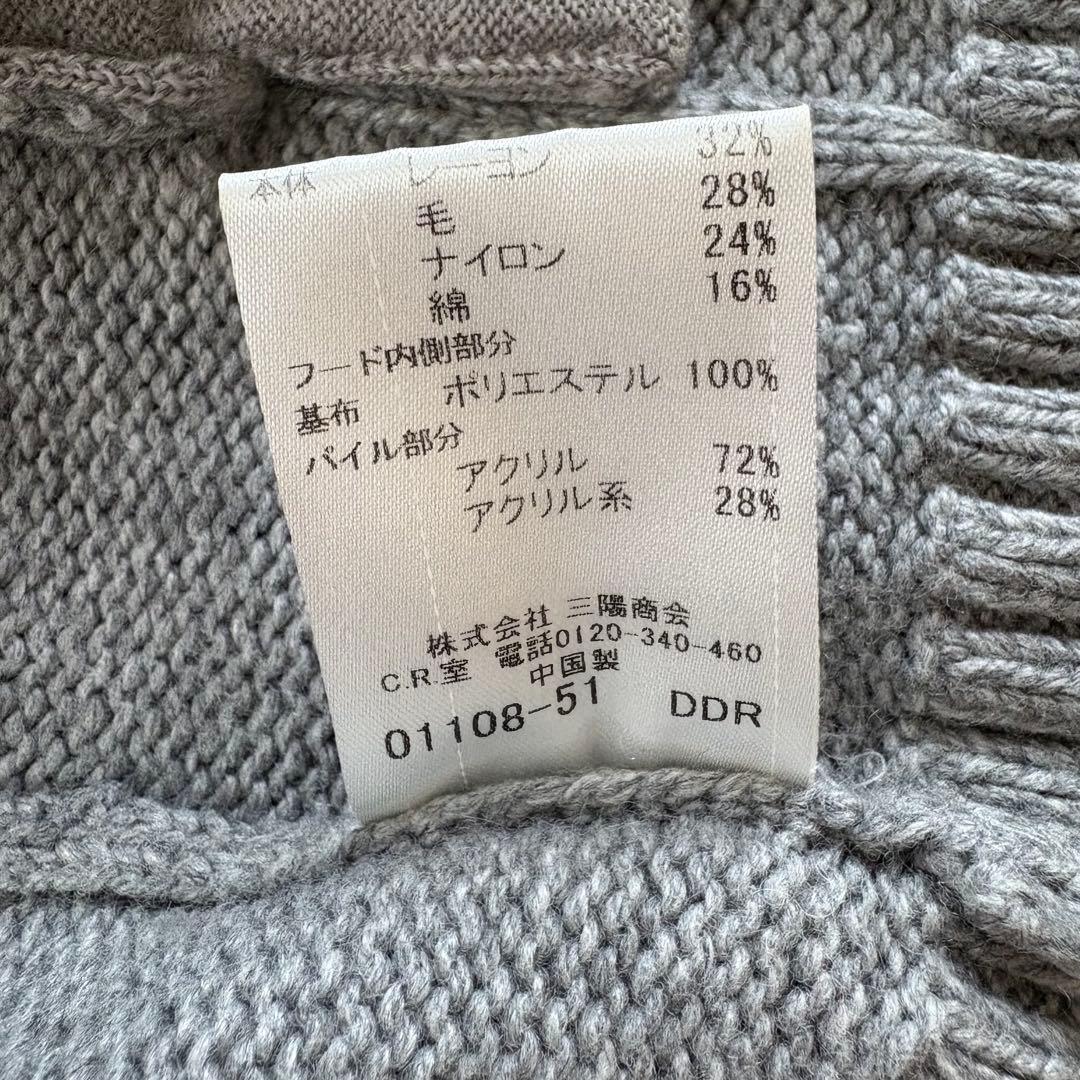 本体 レーヨン 32%
毛 28%
ナイロン 24%
綿 16%
フード内側部分
ポリエステル 100%
基布
パイル部分
アクリル 72%
アクリル系 28%
株式会社 三陽商会
C.R.室 電話0120-340-460
中国製
01108-51 DDR